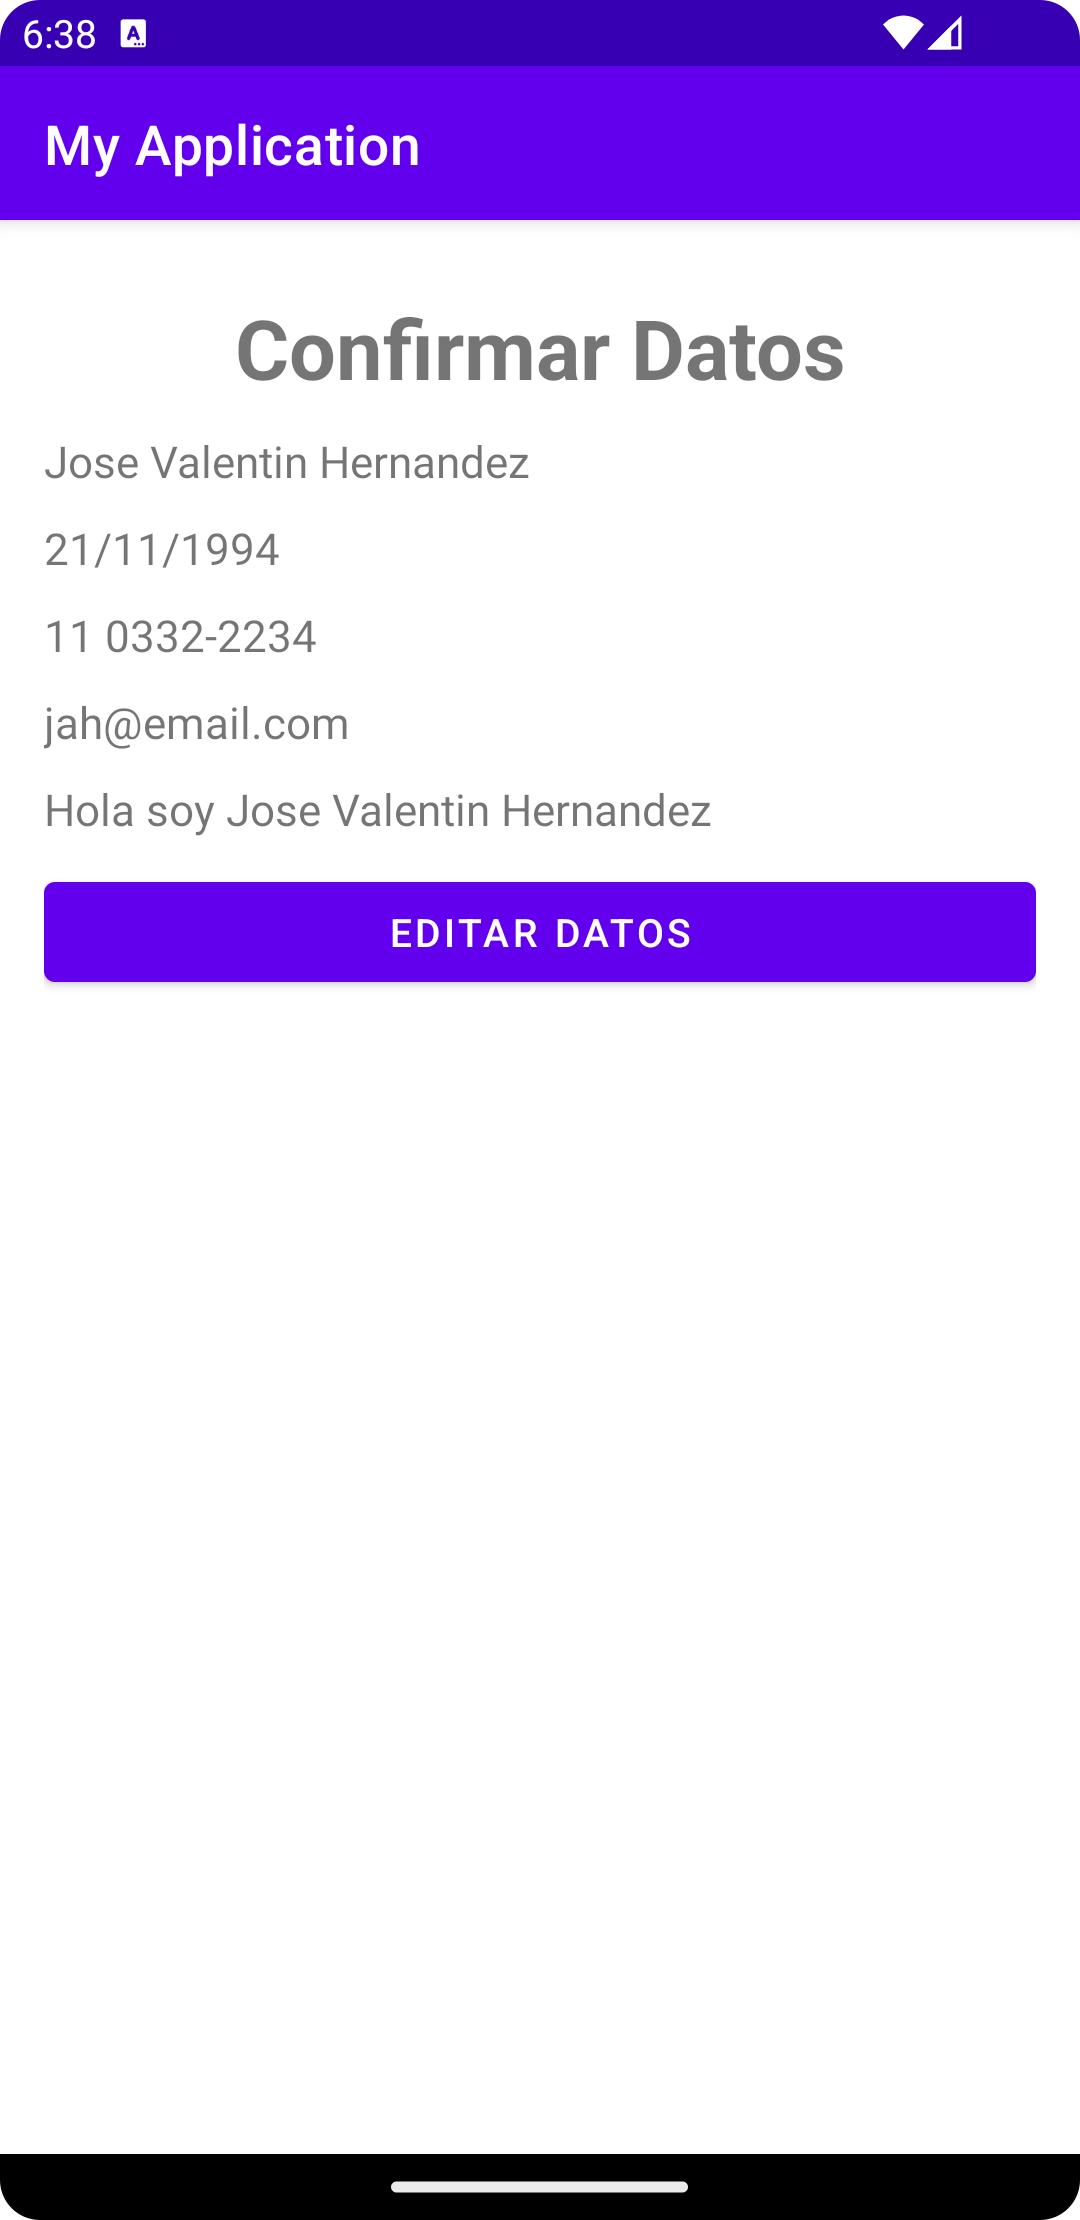 6:38
My Application
Confirmar Datos
Jose Valentin Hernandez
21/11/1994
11 0332-2234
jah@email.com
Hola soy Jose Valentin Hernandez
EDITAR DATOS